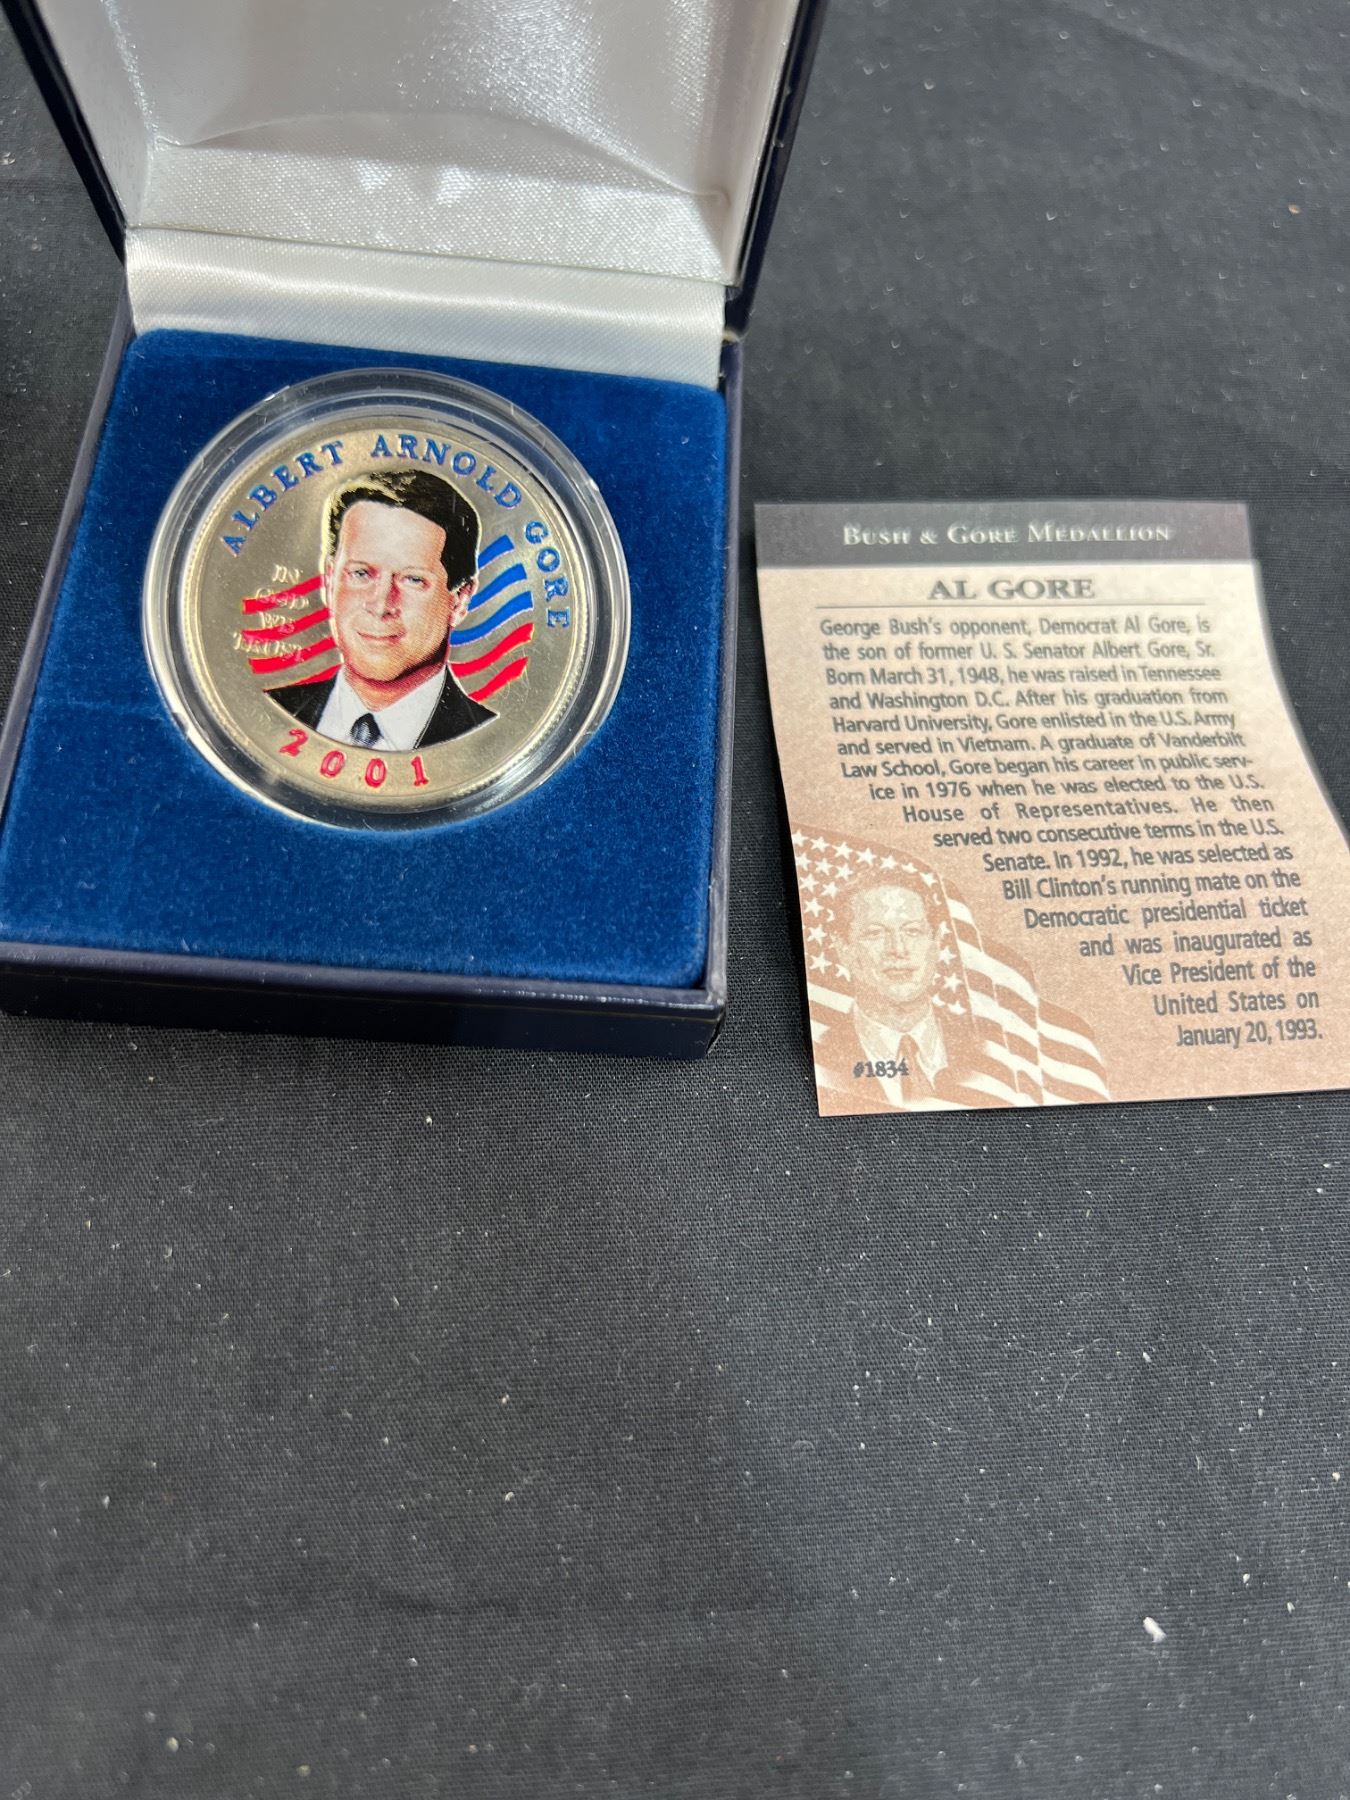 ALBERT ARNOLD GORE
IN
GOD
WE
TRUST
2001
BUSH & GORE MEDALLION
AL GORE
George Bush's opponent, Democrat Al Gore, is
the son of former U. S. Senator Albert Gore, Sr.
Born March 31, 1948, he was raised in Tennessee
and Washington D.C. After his graduation from
Harvard University, Gore enlisted in the U.S. Army
and served in Vietnam. A graduate of Vanderbilt
Law School, Gore began his career in public serv-
ice in 1976 when he was elected to the U.S.
House of Representatives. He then
served two consecutive terms in the U.S.
Senate. In 1992, he was selected as
Bill Clinton's running mate on the
Democratic presidential ticket
and was inaugurated as
Vice President of the
United States on
January 20, 1993.
#1834